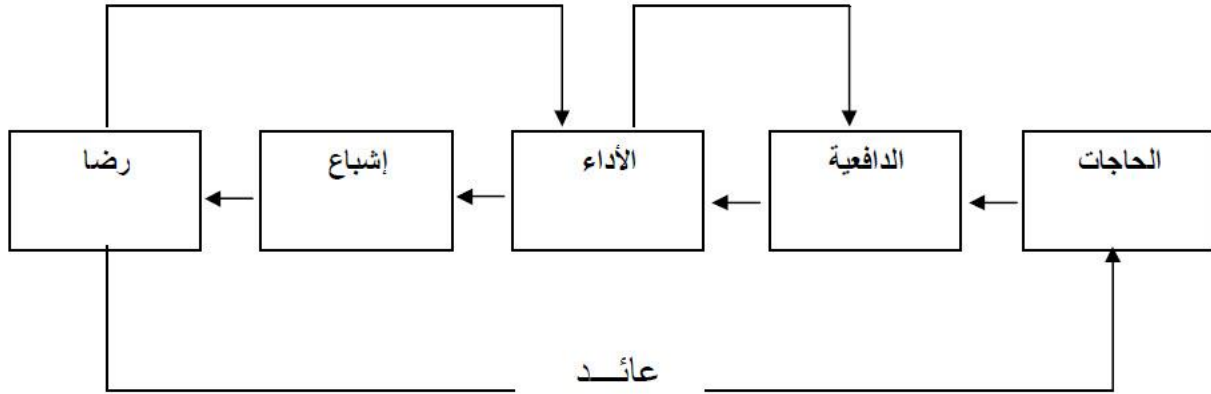 الحاجات
الدافعية
الأداء
إشباع
رضا
عائـــد